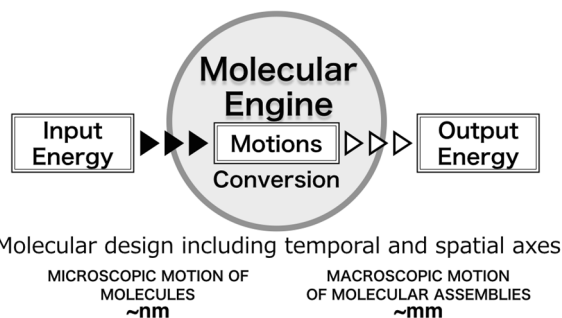 Molecular
Engine
Input
Energy
Motions
Output
Energy
Conversion
Molecular design including temporal and spatial axes
MICROSCOPIC MOTION OF
MOLECULES
~nm
MACROSCOPIC MOTION
OF MOLECULAR ASSEMBLIES
~mm